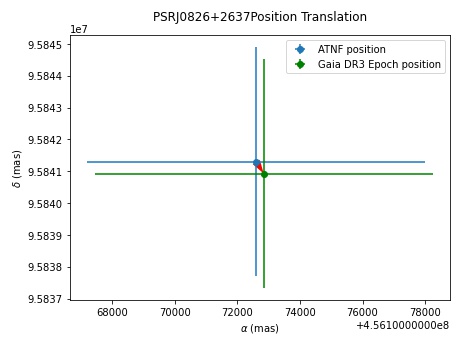 PSRJ0826+2637Position Translation
1e7
ATNF position
Gaia DR3 Epoch position
9.5845
9.5844
9.5843
9.5842
9.5841
9.5840
9.5839
9.5838
9.5837
δ (mas)
68000 70000 72000 74000 76000 78000
α (mas)
+4.5610000000e8